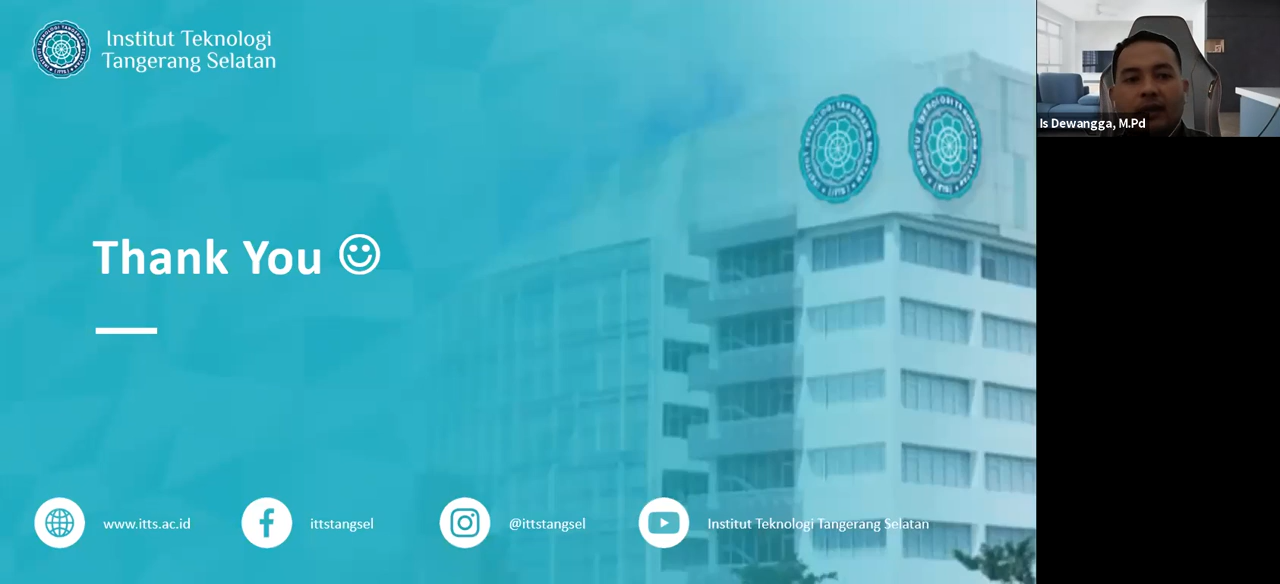 Institut Teknologi
Tangerang Selatan
Is Dewangga, M.Pd
Thank You
www.itts.ac.id
ittstangsel
@ittstangsel
Institut Teknologi Tangerang Selatan